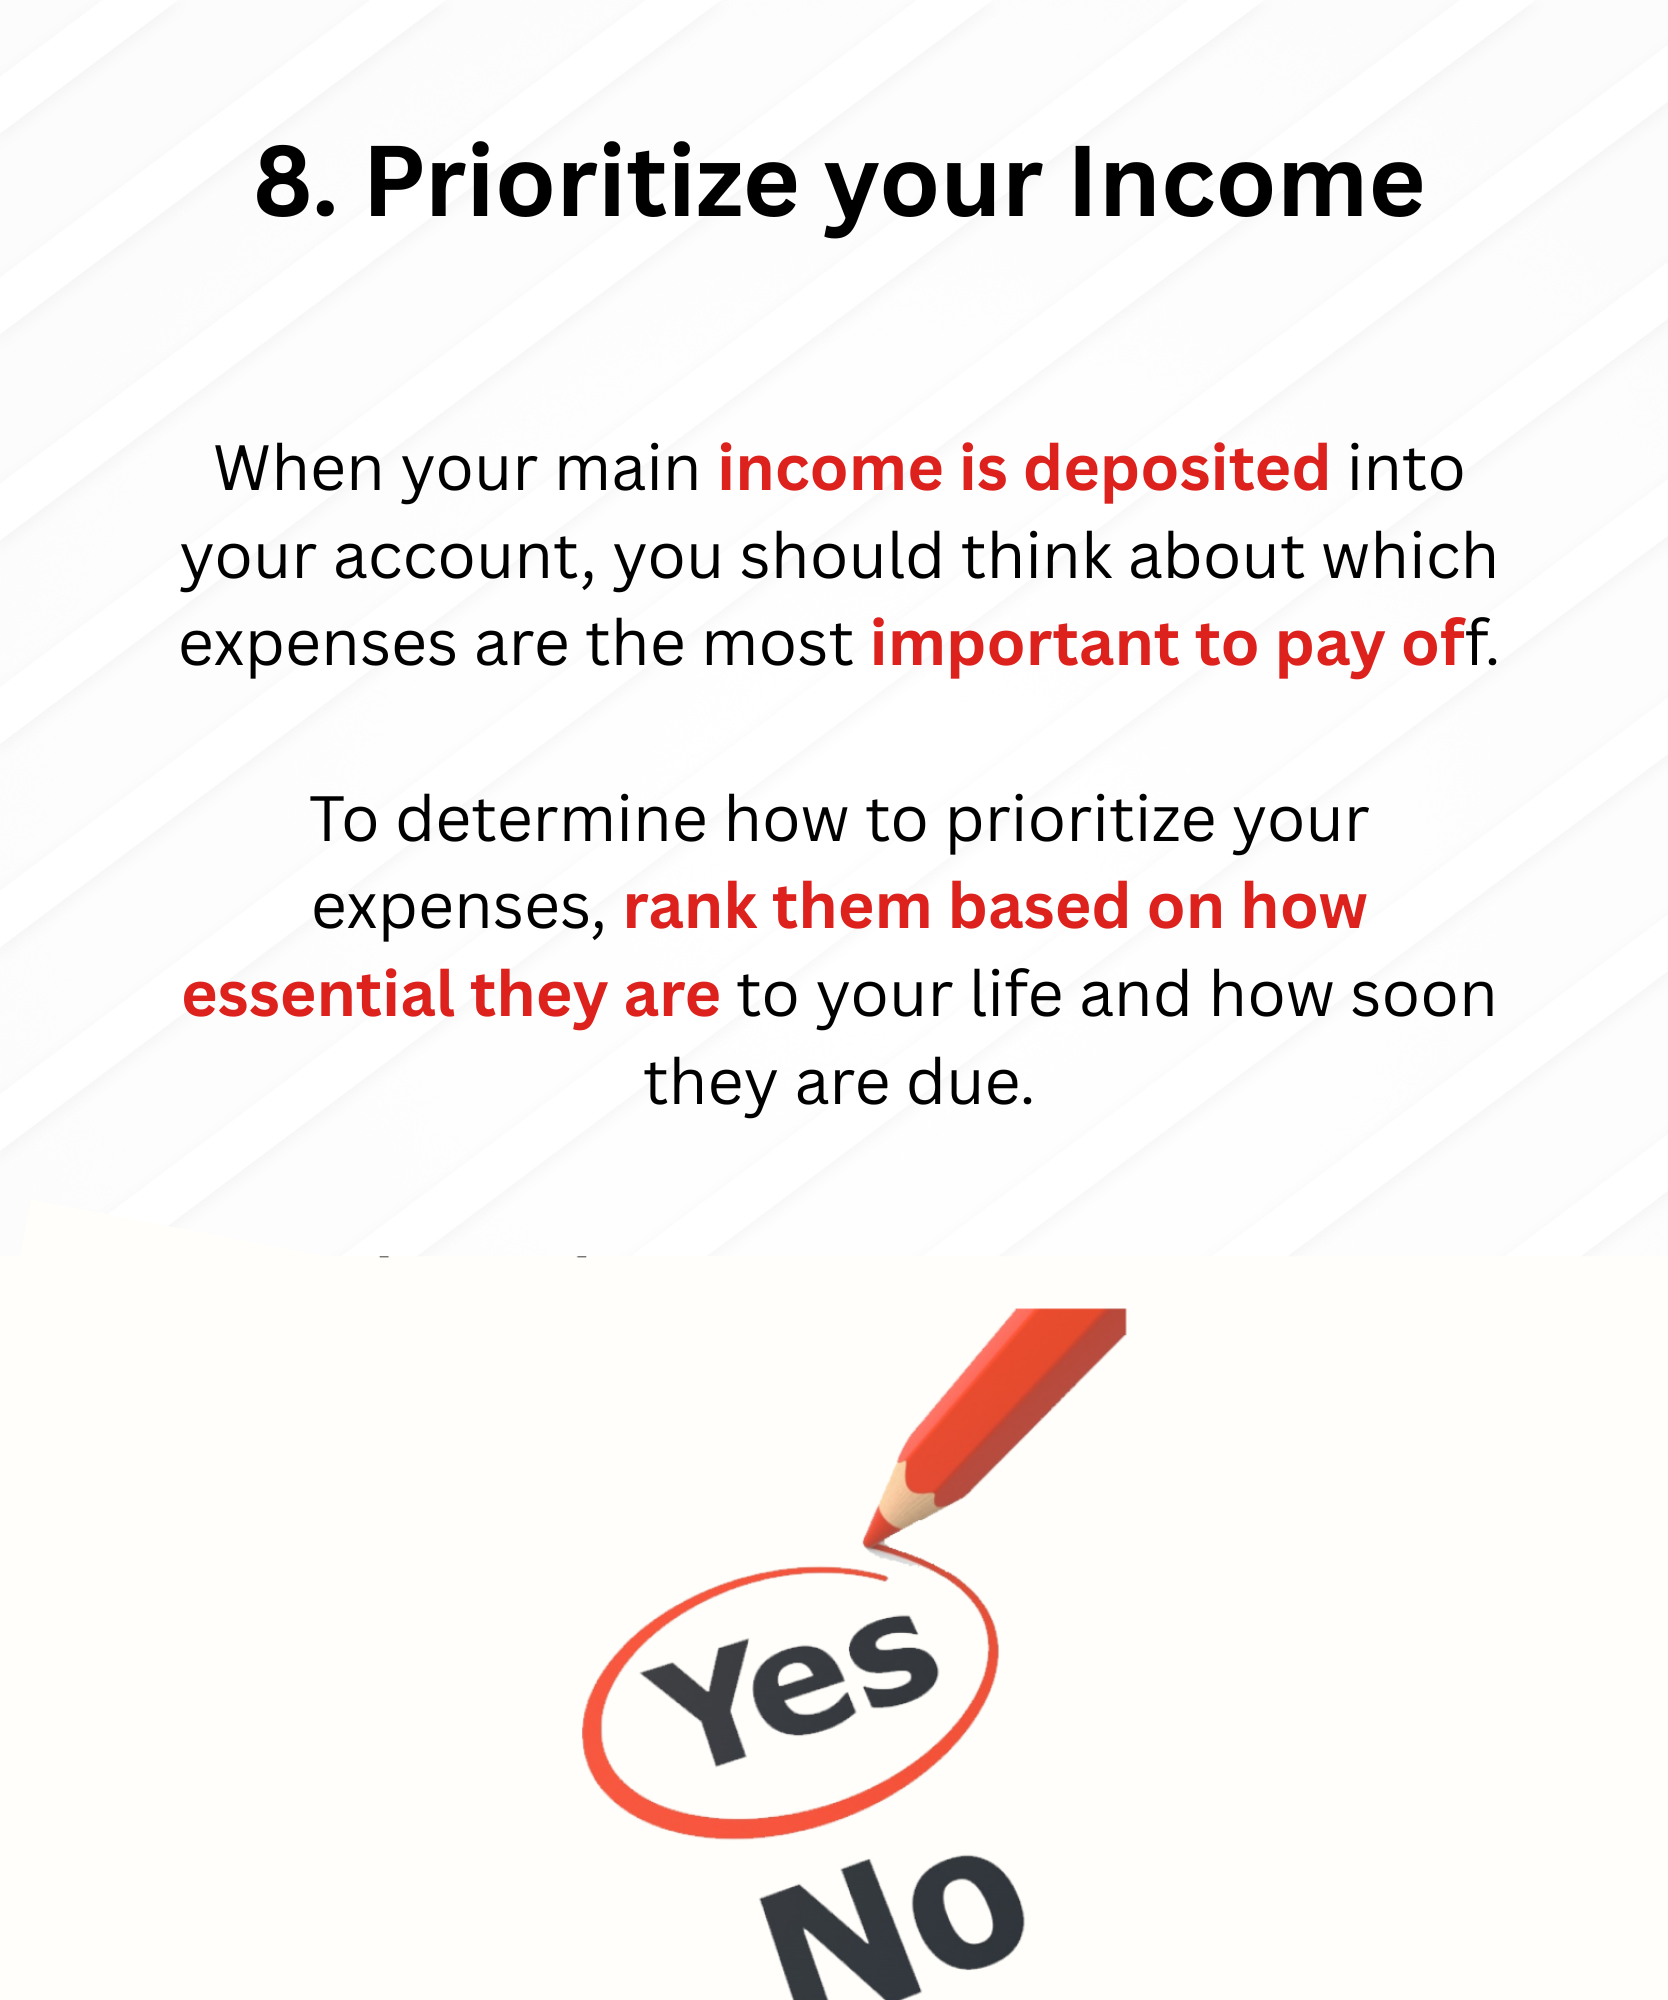 8. Prioritize your Income
When your main income is deposited into
your account, you should think about which
expenses are the most important to pay off.
To determine how to prioritize your
expenses, rank them based on how
essential they are to your life and how soon
they are due.
Yes
No